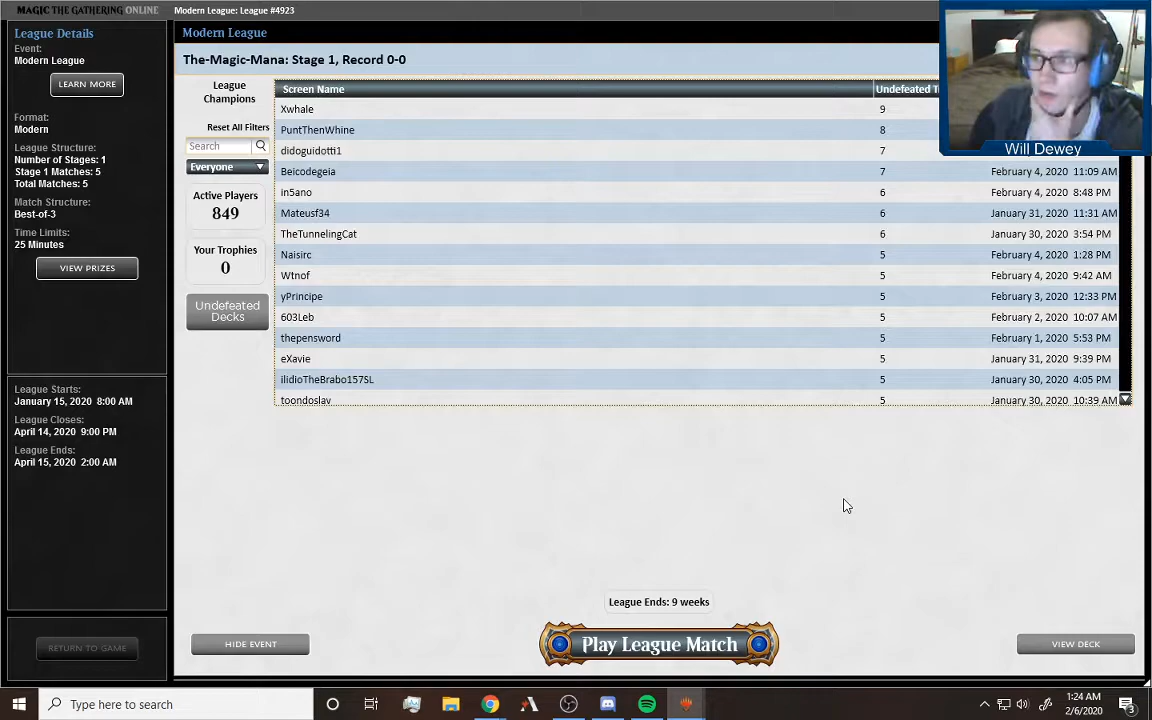 MAGIC THE GATHERING ONLINE
Modern League: League #4923
League Details
Event:
Modern League
LEARN MORE
Format:
Modern
League Structure:
Number of Stages: 1
Stage 1 Matches: 5
Total Matches: 5
Match Structure:
Best-of-3
Time Limits:
25 Minutes
VIEW PRIZES
League Starts:
January 15, 2020 8:00 AM
League Closes:
April 14, 2020 9:00 PM
League Ends:
April 15, 2020 2:00 AM
RETURN TO GAME
Modern League
The-Magic-Mana: Stage 1, Record 0-0
League
Champions
Reset All Filters
Search
Everyone
Active Players
849
Your Trophies
0
Undefeated
Decks
Screen Name Undefeated
Xwhale 9
PuntThenWhine 8
didoguidotti1 7
Beicodegeia 7 February 4, 2020 11:09 AM
in5ano 6 February 4, 2020 8:48 PM
Mateusf34 6 January 31, 2020 11:31 AM
TheTunnelingCat 6 January 30, 2020 3:54 PM
Naisirc 5 February 4, 2020 1:28 PM
Wtnof 5 February 4, 2020 9:42 AM
yPrincipe 5 February 3, 2020 12:33 PM
603Leb 5 February 2, 2020 10:07 AM
thepensword 5 February 1, 2020 5:53 PM
eXavie 5 January 31, 2020 9:39 PM
ilidioTheBrabo157SL 5 January 30, 2020 4:05 PM
toondoslav 5 January 30, 2020 10:39 AM
Will Dewey
League Ends: 9 weeks
HIDE EVENT
Play League Match
VIEW DECK
Type here to search
1:24 AM
2/6/2020
3